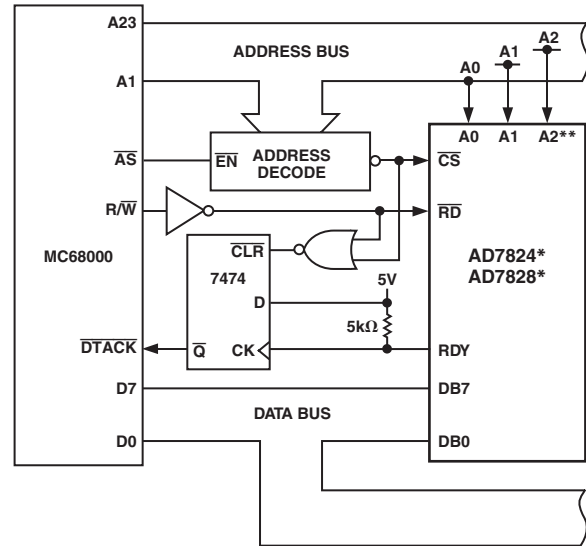 A23
ADDRESS BUS
A2
A1
A0
A1
A0 A1 A2**
AS
EN
ADDRESS
DECODE
CS
R/W
RD
MC68000
CLR
7474
AD7824*
AD7828*
5V
D
5kΩ
DTACK
Q
CK
RDY
D7
DB7
DATA BUS
D0
DB0